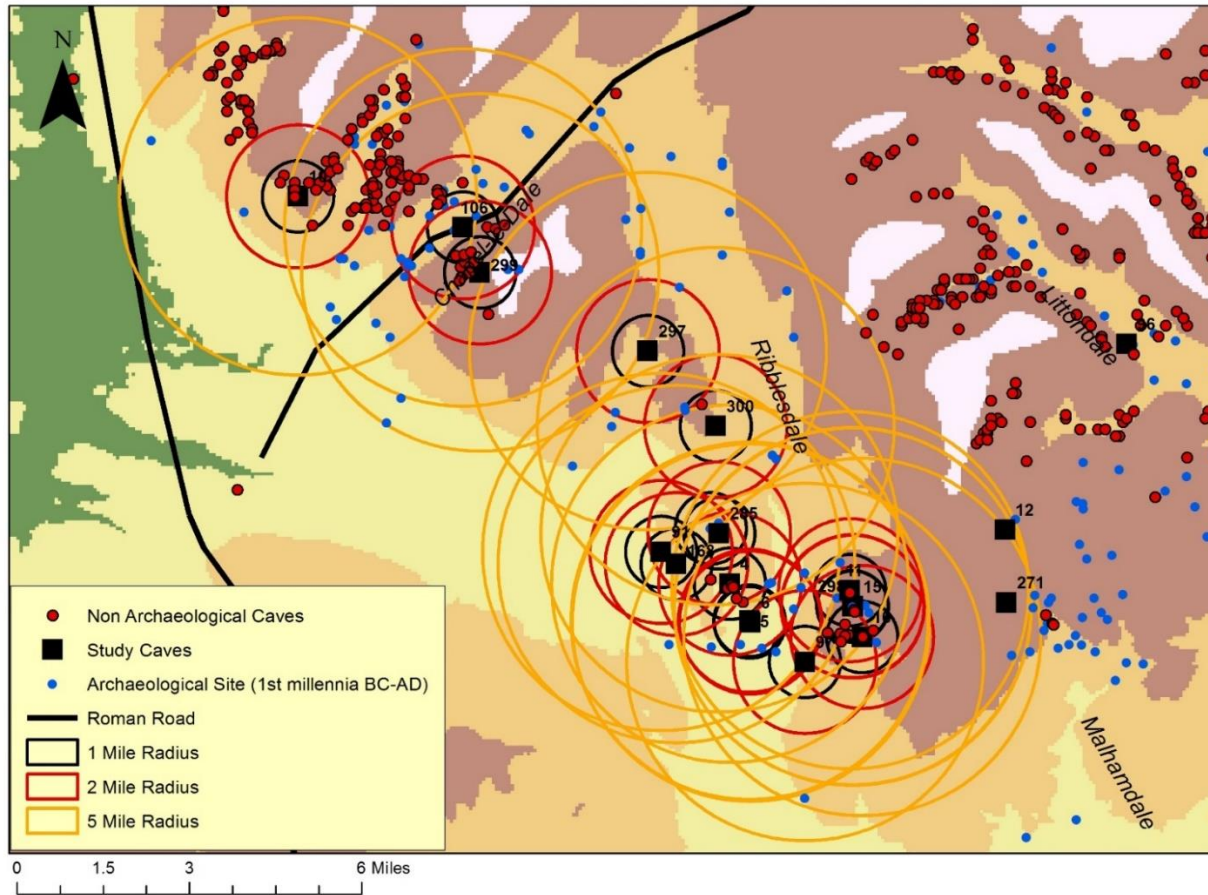 N
106
299
Chapel-le-Dale
297
300
Ribblesdale
Littondale
12
271
Malhamdale
91
11
15
4
5
Non Archaeological Caves
Study Caves
Archaeological Site (1st millennia BC-AD)
Roman Road
1 Mile Radius
2 Mile Radius
5 Mile Radius
0 1.5 3 6 Miles